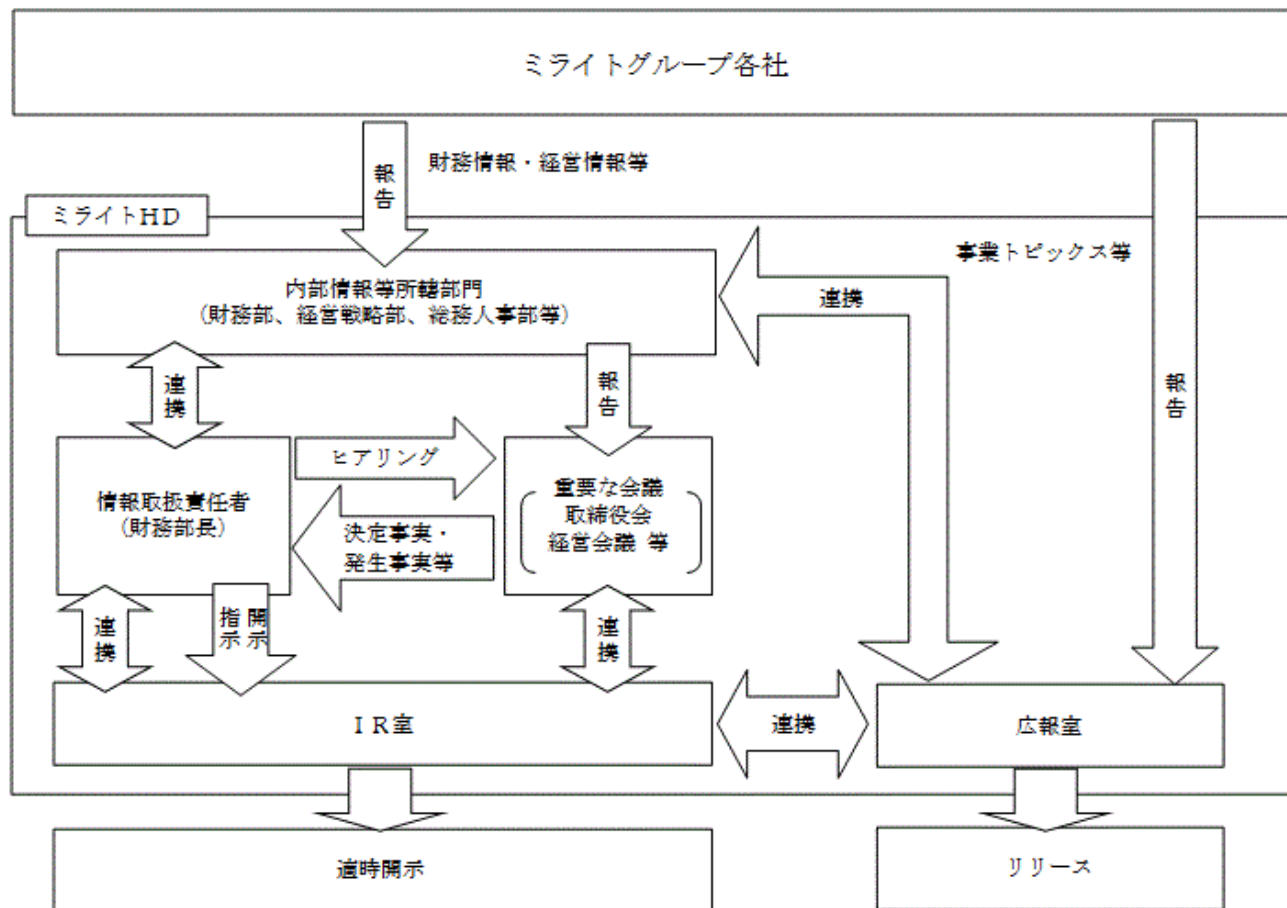 ミライトグループ各社
報告
財務情報・経営情報等
ミライトHD
事業トピックス等
内部情報等所轄部門
(財務部、経営戦略部、総務人事部等)
連携
連携
報告
報告
ヒアリング
情報取扱責任者
(財務部長)
重要な会議
取締役会
経営会議 等
決定事実・
発生事実等
連携
開示
指示
連携
IR室
連携
広報室
適時開示
リリース